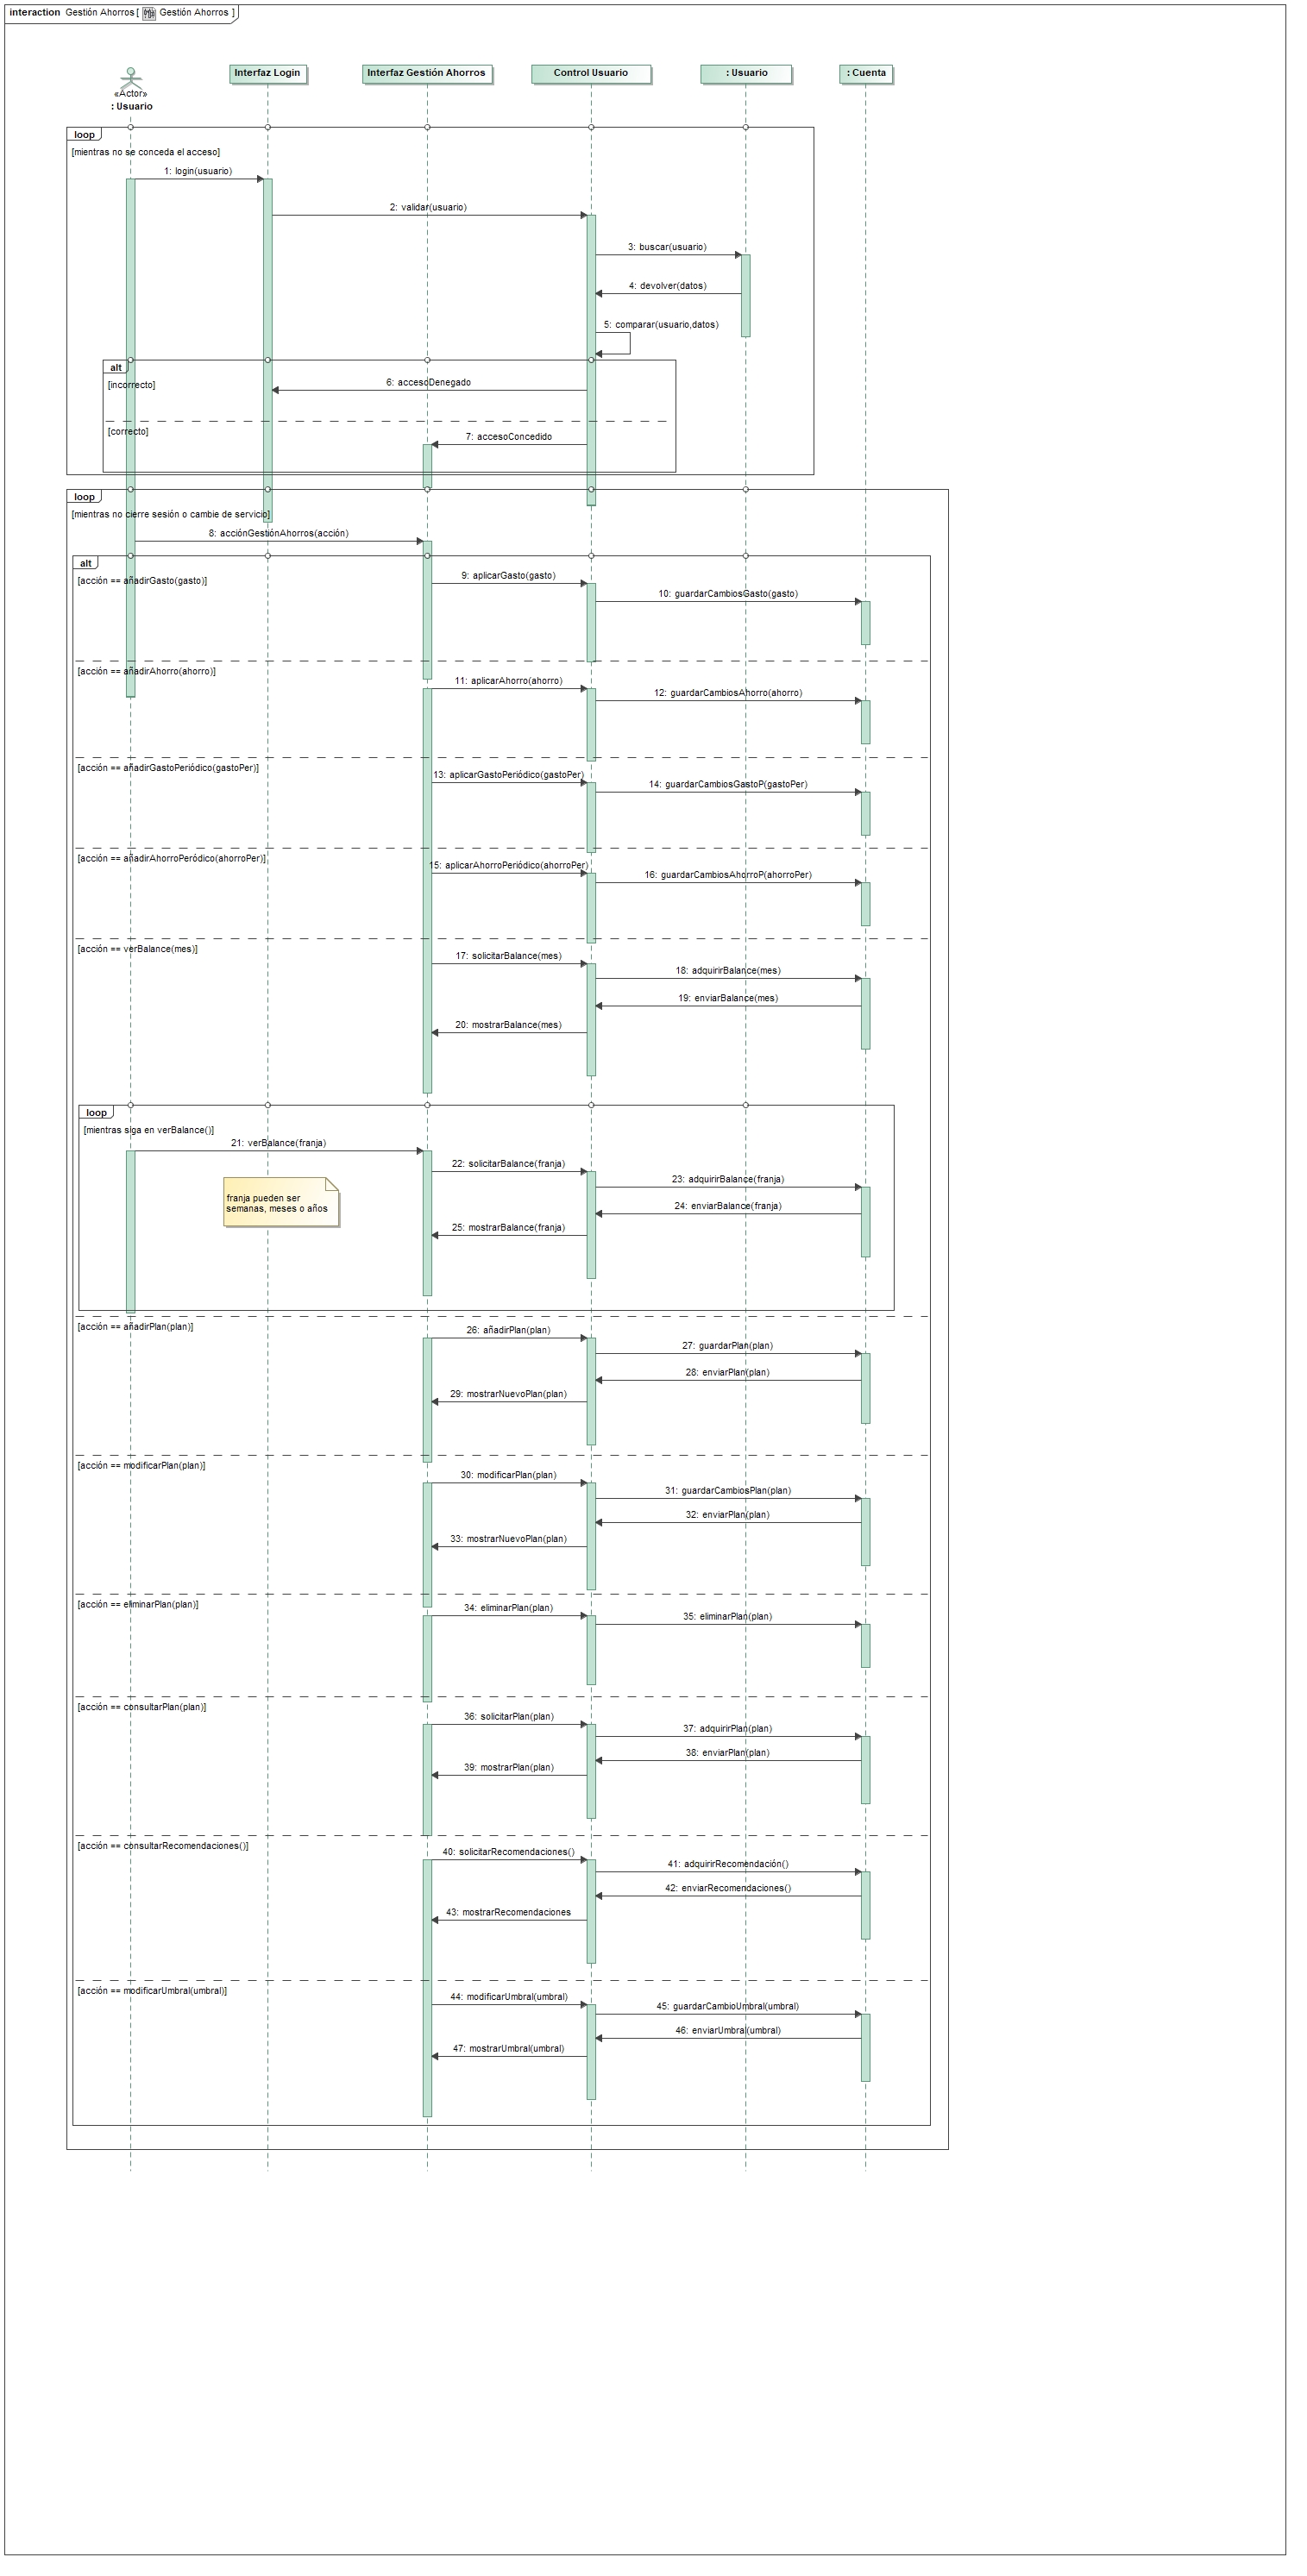 interaction Gestión Ahorros [ Gestión Ahorros ]
Interfaz Login
Interfaz Gestión Ahorros
Control Usuario
: Usuario
: Cuenta
«Actor»
: Usuario
loop
[mientras no se conceda el acceso]
1: login(usuario)
2: validar(usuario)
3: buscar(usuario)
4: devolver(datos)
5: comparar(usuario,datos)
alt
[incorrecto]
6: accesoDenegado
[correcto]
7: accesoConcedido
loop
[mientras no cierre sesión o cambie de servicio]
8: acciónGestiónAhorros(acción)
alt
[acción == añadirGasto(gasto)]
9: aplicarGasto(gasto)
10: guardarCambiosGasto(gasto)
[acción == añadirAhorro(ahorro)]
11: aplicarAhorro(ahorro)
12: guardarCambiosAhorro(ahorro)
[acción == añadirGastoPeriódico(gastoPer)]
13: aplicarGastoPeriódico(gastoPer)
14: guardarCambiosGastoP(gastoPer)
[acción == añadirAhorroPeródico(ahorroPer)]
15: aplicarAhorroPeriódico(ahorroPer)
16: guardarCambiosAhorroP(ahorroPer)
[acción == verBalance(mes)]
17: solicitarBalance(mes)
18: adquirirBalance(mes)
19: enviarBalance(mes)
20: mostrarBalance(mes)
loop
[mientras siga en verBalance()]
21: verBalance(franja)
22: solicitarBalance(franja)
23: adquirirBalance(franja)
franja pueden ser
semanas, meses o años
24: enviarBalance(franja)
25: mostrarBalance(franja)
[acción == añadirPlan(plan)]
26: añadirPlan(plan)
27: guardarPlan(plan)
28: enviarPlan(plan)
29: mostrarNuevoPlan(plan)
[acción == modificarPlan(plan)]
30: modificarPlan(plan)
31: guardarCambiosPlan(plan)
32: enviarPlan(plan)
33: mostrarNuevoPlan(plan)
[acción == eliminarPlan(plan)]
34: eliminarPlan(plan)
35: eliminarPlan(plan)
[acción == consultarPlan(plan)]
36: solicitarPlan(plan)
37: adquirirPlan(plan)
38: enviarPlan(plan)
39: mostrarPlan(plan)
[acción == consultarRecomendaciones()]
40: solicitarRecomendaciones()
41: adquirirRecomendación()
42: enviarRecomendaciones()
43: mostrarRecomendaciones
[acción == modificarUmbral(umbral)]
44: modificarUmbral(umbral)
45: guardarCambioUmbral(umbral)
46: enviarUmbral(umbral)
47: mostrarUmbral(umbral)